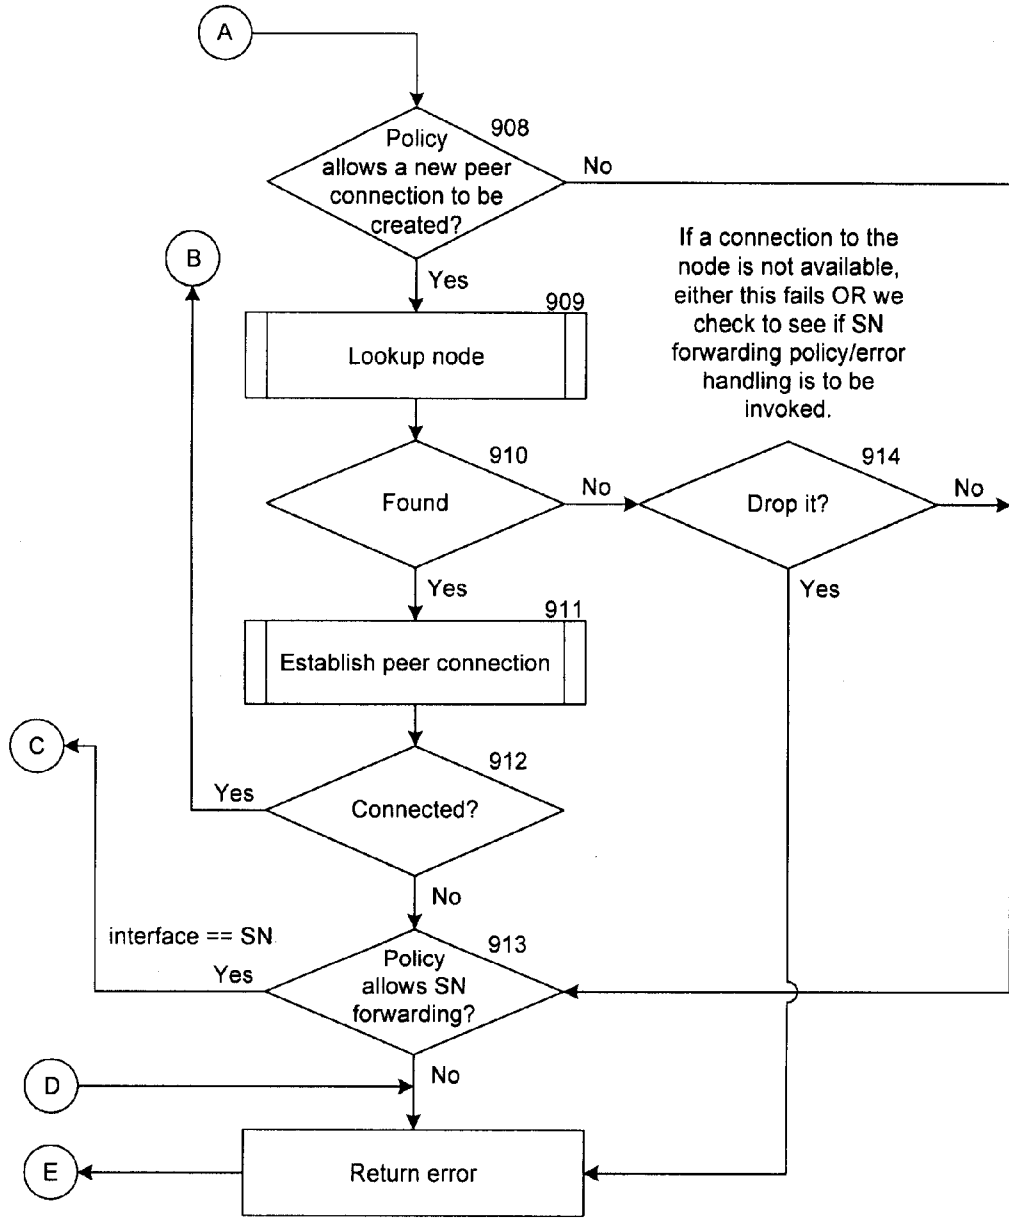 A
908
Policy
allows a new peer
connection to be
created?
No
If a connection to the
node is not available,
either this fails OR we
check to see if SN
forwarding policy/error
handling is to be
invoked.
B
Yes
909
Lookup node
910
Found
No
914
Drop it?
No
Yes
Yes
911
Establish peer connection
C
912
Connected?
Yes
No
interface == SN
913
Policy
allows SN
forwarding?
Yes
No
D
E
Return error